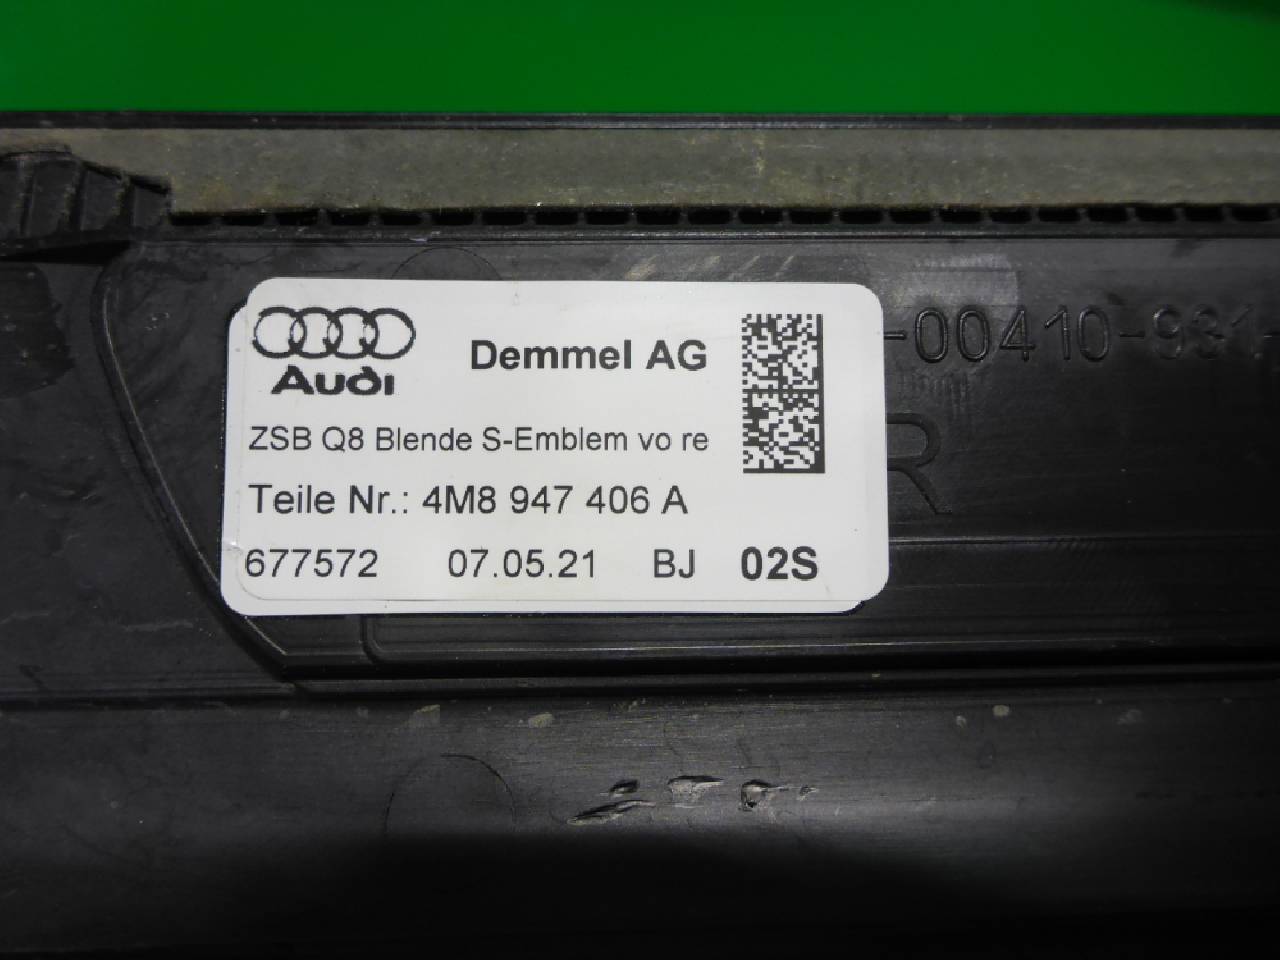 Audi
Demmel AG
ZSB Q8 Blende S-Emblem vo re
Teile Nr.: 4M8 947 406 A
677572 07.05.21 BJ 02S
-00410-931-
R